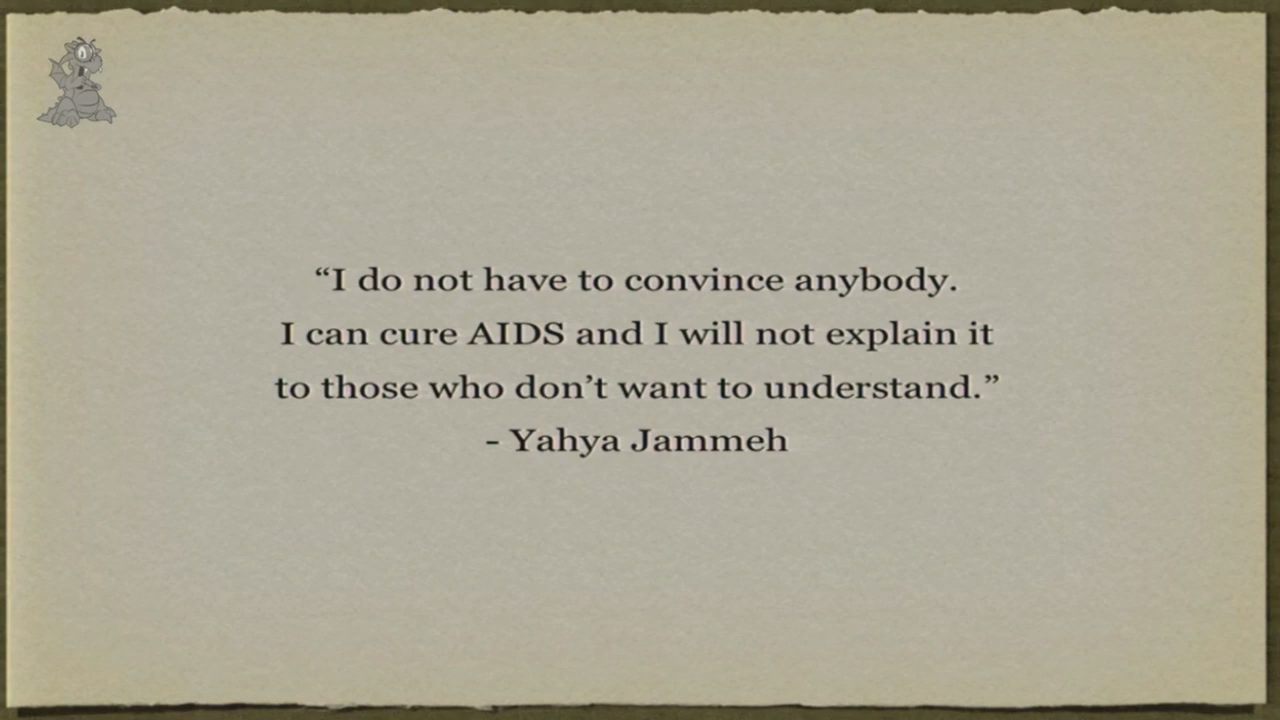 “I do not have to convince anybody.
I can cure AIDS and I will not explain it
to those who don’t want to understand.”
- Yahya Jammeh